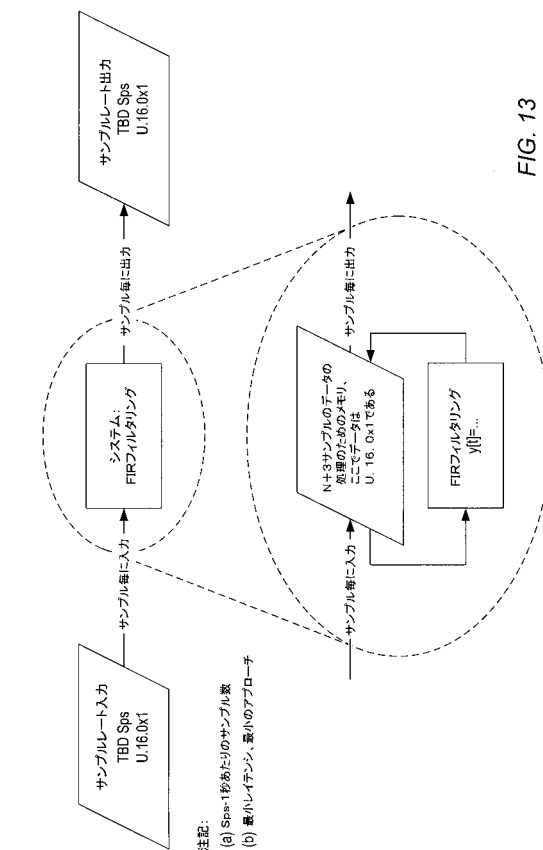 サンプルレート入力
TBD Sps
U.16.0x1
サンプル毎に入力
システム:
FIRフィルタリング
サンプル毎に出力
サンプルレート出力
TBD Sps
U.16.0x1
サンプル毎に入力
N+3サンプルのデータの
処理のためのメモリ、
ここでデータは
U. 16. 0x1である
サンプル毎に出力
FIRフィルタリング
y[t]=...
注記:
(a) Sps-1秒あたりのサンプル数
(b) 最小レイテンシ、最小のアプローチ
FIG. 13